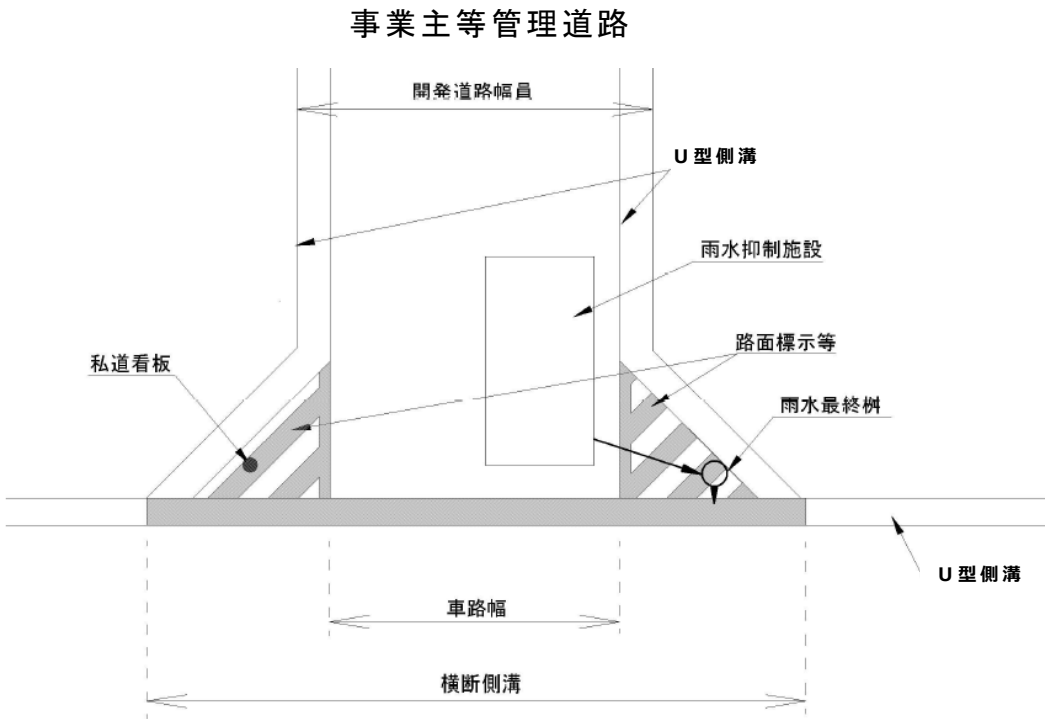 事業主等管理道路
開発道路幅員
U型側溝
雨水抑制施設
路面標示等
私道看板
雨水最終桝
U型側溝
車路幅
横断側溝